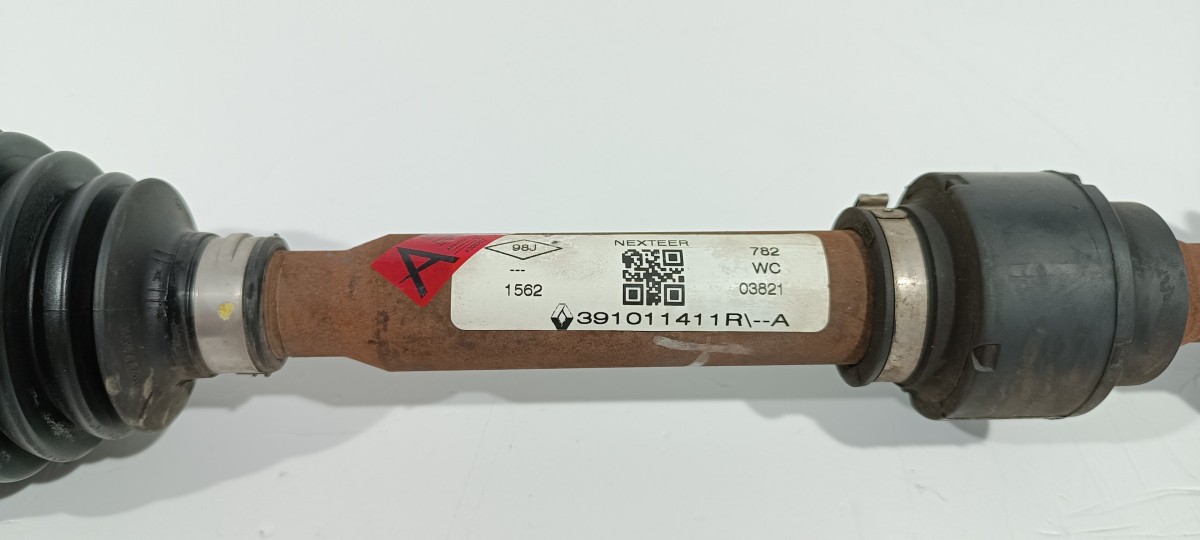 A
98J
NEXTEER
782
---
WC
1562
03821
391011411R\--A